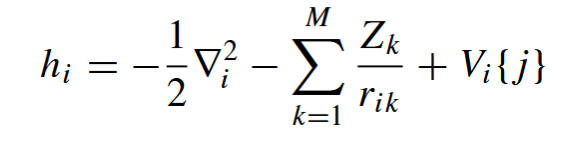 $h_i = -\frac{1}{2} \nabla_i^2 - \sum_{k=1}^{M} \frac{Z_k}{r_{ik}} + V_i\{j\}$